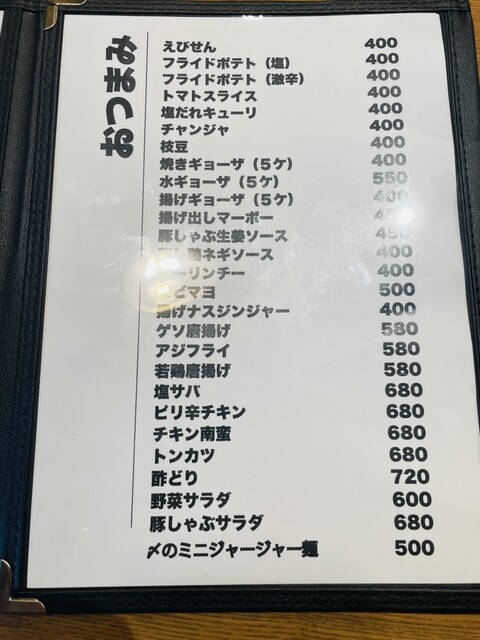 おつまみ
えびせん 400
フライドポテト（塩） 400
フライドポテト（激辛） 400
トマトスライス 400
塩だれキューリ 400
チャンジャ 400
枝豆 400
焼きギョーザ（5ケ） 400
水ギョーザ（5ケ） 550
揚げギョーザ（5ケ） 400
揚げ出しマーボー
豚しゃぶ生姜ソース 450
鶏ネギソース 400
ーリンチー 400
ビマヨ 500
揚げナスジンジャー 400
ゲソ唐揚げ 580
アジフライ 580
若鶏唐揚げ 580
塩サバ 680
ピリ辛チキン 680
チキン南蛮 680
トンカツ 680
酢どり 720
野菜サラダ 600
豚しゃぶサラダ 680
〆のミニジャージャー麺 500